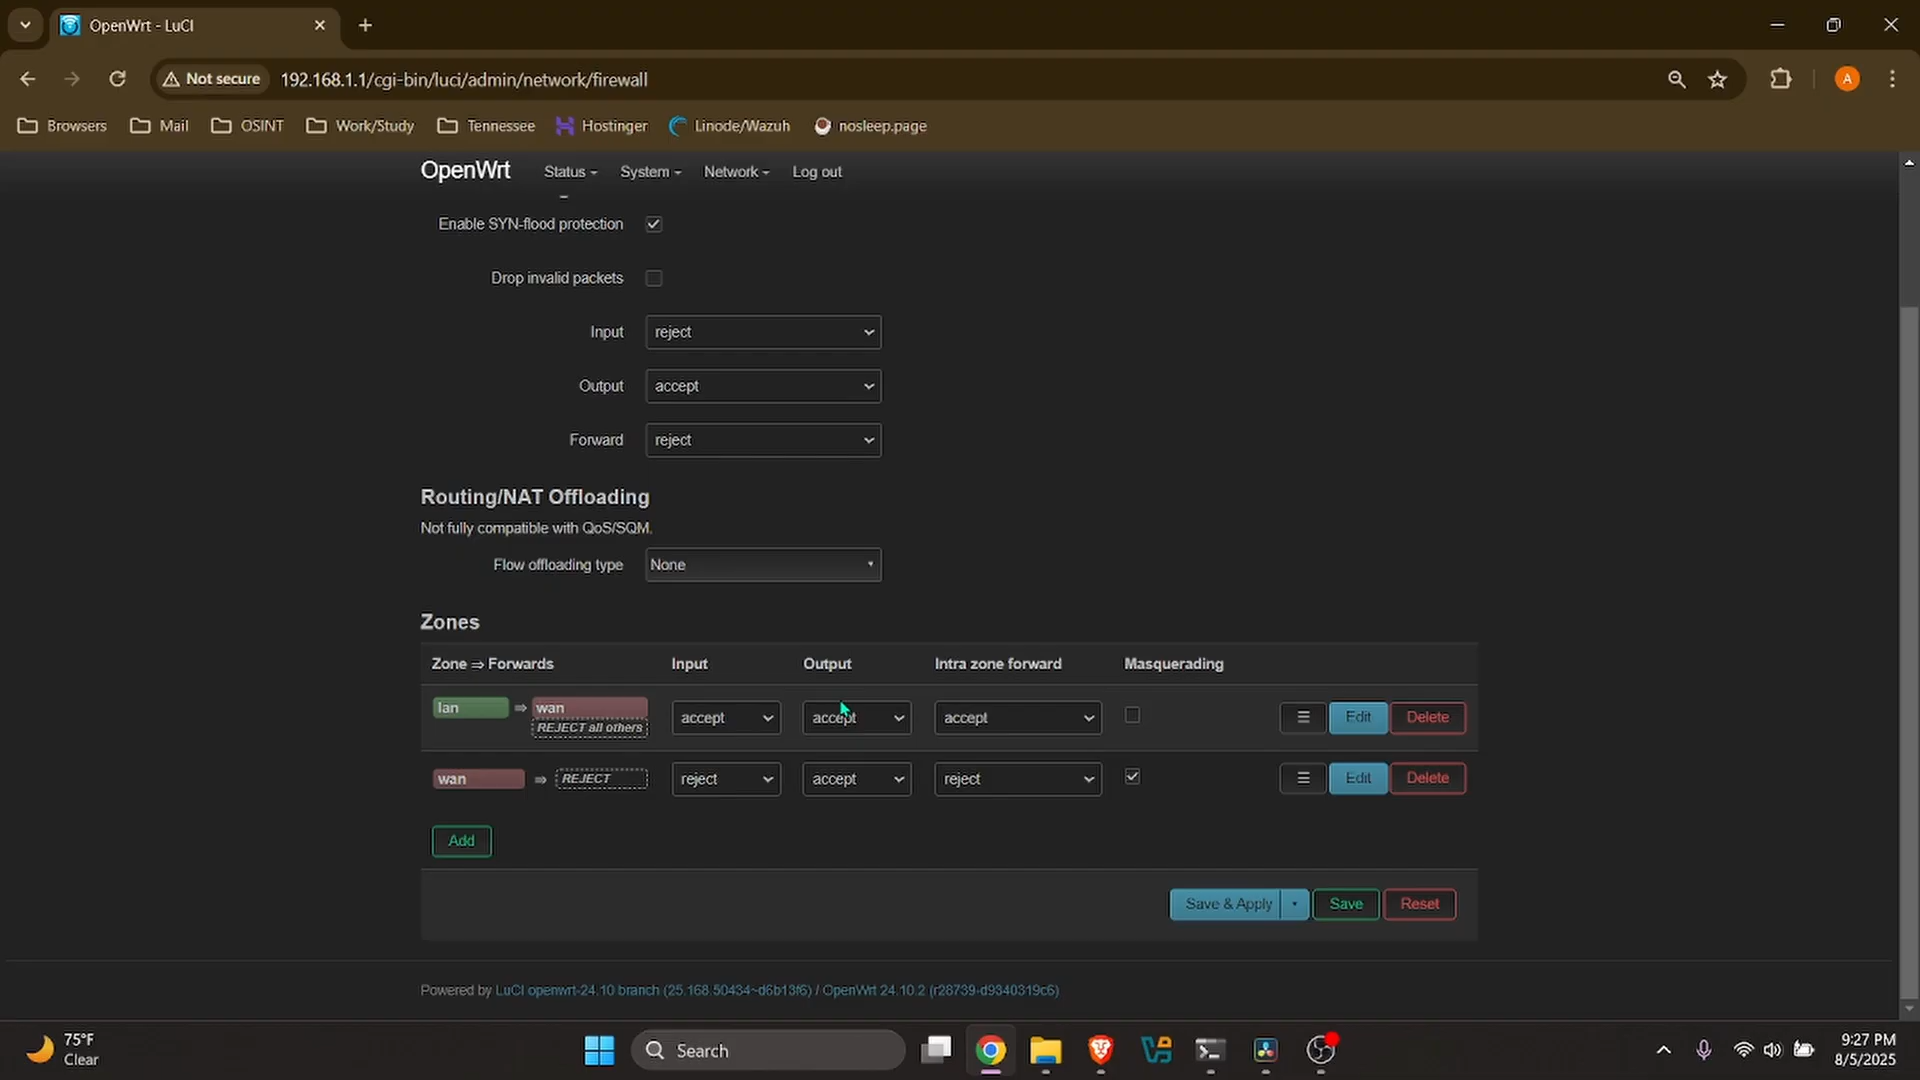 OpenWrt - LuCI
Not secure 192.168.1.1/cgi-bin/luci/admin/network/firewall
A
Browsers Mail OSINT Work/Study Tennessee Hostinger Linode/Wazuh nosleep.page
OpenWrt Status System Network Log out
Enable SYN-flood protection
Drop invalid packets
Input reject
Output accept
Forward reject
Routing/NAT Offloading
Not fully compatible with QoS/SQM.
Flow offloading type None
Zones
Zone ⇒ Forwards Input Output Intra zone forward Masquerading
lan ⇒ wan accept accept accept Edit Delete
REJECT all others
wan ⇒ REJECT reject accept reject Edit Delete
Add
Save & Apply Save Reset
Powered by LuCI openwrt-24.10 branch (25.168.50434~d6b13f6) / OpenWrt 24.10.2 (r28739-d9340319c6)
75°F
Clear
Search
9:27 PM
8/5/2025